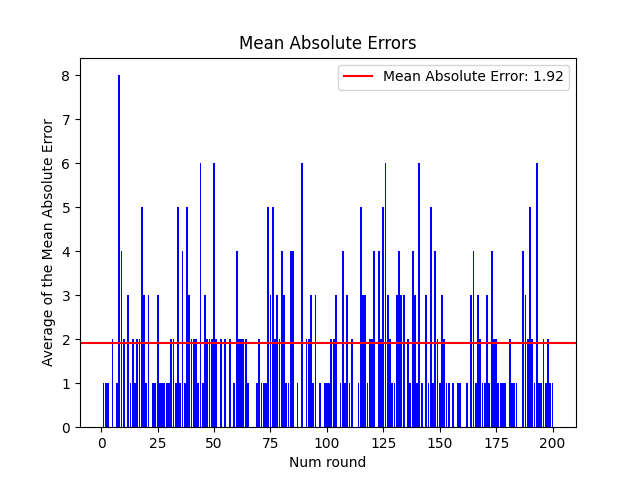 Mean Absolute Errors
Mean Absolute Error: 1.92
Average of the Mean Absolute Error
8
7
6
5
4
3
2
1
0
0 25 50 75 100 125 150 175 200
Num round